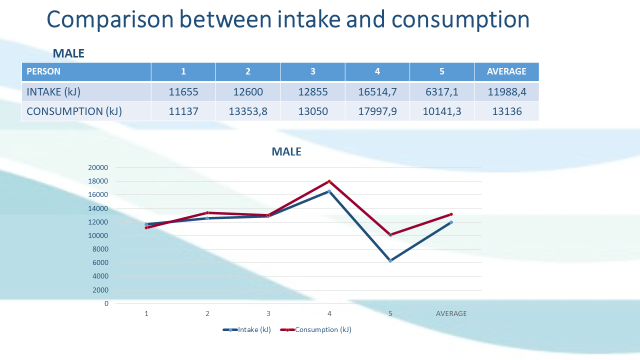 Comparison between intake and consumption
MALE
PERSON 1 2 3 4 5 AVERAGE
INTAKE (kJ) 11655 12600 12855 16514,7 6317,1 11988,4
CONSUMPTION (kJ) 11137 13353,8 13050 17997,9 10141,3 13136
MALE
20000
18000
16000
14000
12000
10000
8000
6000
4000
2000
0
1 2 3 4 5 AVERAGE
Intake (kJ) Consumption (kJ)